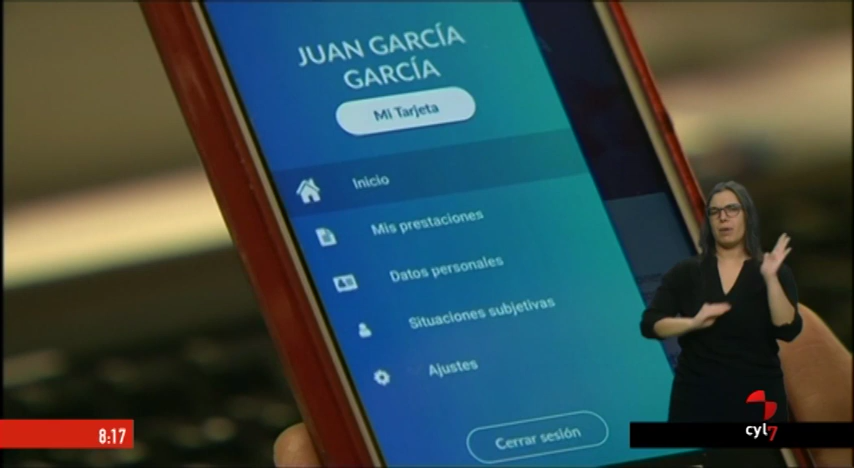 JUAN GARCÍA
GARCÍA
Mi Tarjeta
Inicio
Mis prestaciones
Datos personales
Situaciones subjetivas
Ajustes
Cerrar sesión
8:17
cyl7